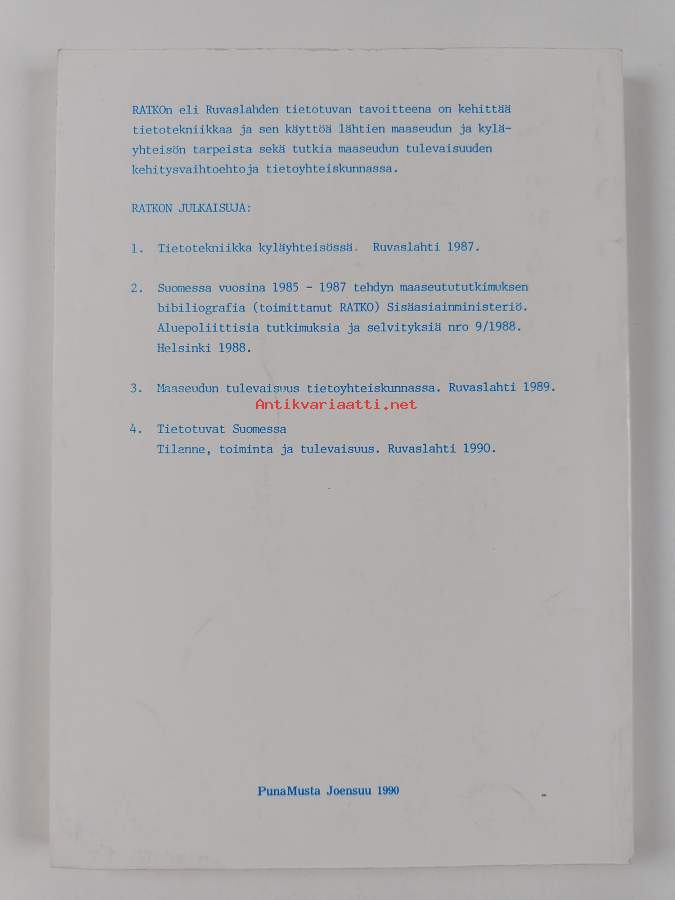 RATKOn eli Ruvaslahden tietotuvan tavoitteena on kehittää
tietotekniikkaa ja sen käyttöä lähtien maaseudun ja kylä-
yhteisön tarpeista sekä tutkia maaseudun tulevaisuuden
kehitysvaihtoehtoja tietoyhteiskunnassa.
RATKON JULKAISUJA:
1. Tietotekniikka kyläyhteisössä. Ruvaslahti 1987.
2. Suomessa vuosina 1985 - 1987 tehdyn maaseututukimuksen
bibiliografia (toimittanut RATKO) Sisäasiainministeriö.
Aluepoliittisia tutkimuksia ja selvityksiä nro 9/1988.
Helsinki 1988.
3. Maaseudun tulevaisuus tietoyhteiskunnassa. Ruvaslahti 1989.
Antikvariaatti.net
4. Tietotuvat Suomessa
Tilanne, toiminta ja tulevaisuus. Ruvaslahti 1990.
PunaMusta Joensuu 1990